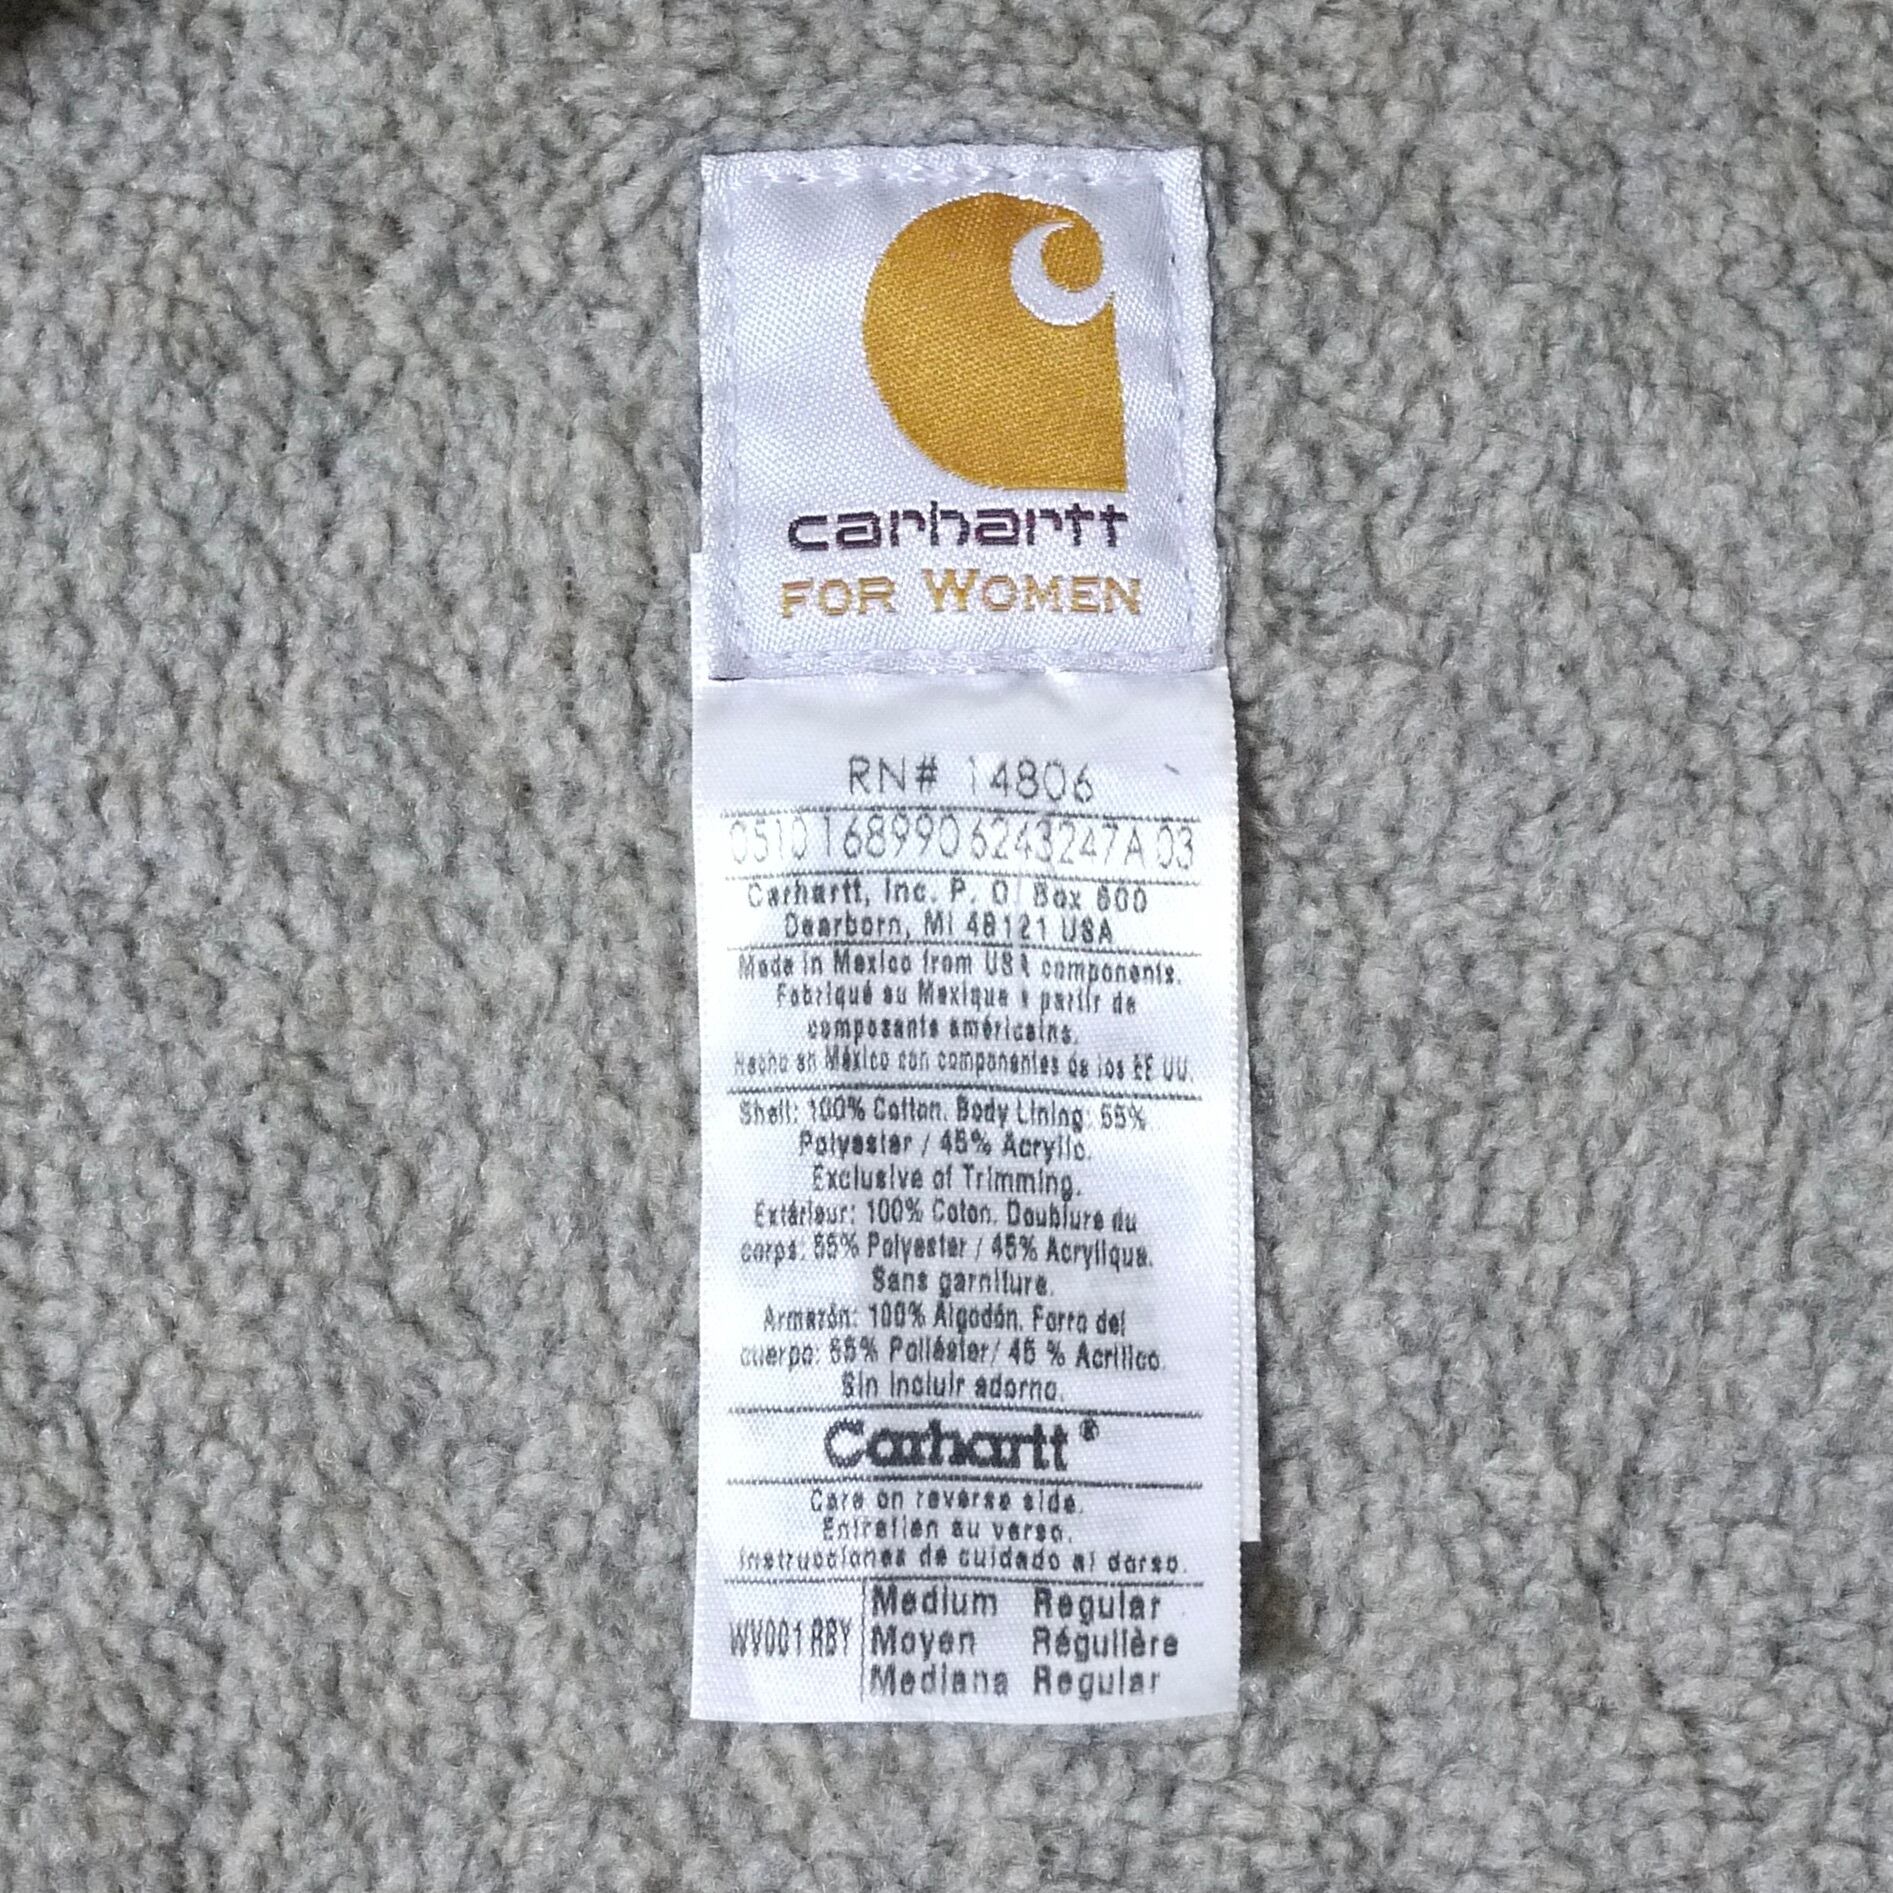 carhartt
FOR WOMEN
RN# 14806
0510 168990 6243247A 03
Carhartt, Inc. P. O. Box 600
Dearborn, MI 48121 USA
Made in Mexico from USA components.
Fabriqué au Mexique à partir de
composants américains.
Hecho en México con componentes de los EE UU.
Shell: 100% Cotton. Body Lining: 55%
Polyester / 45% Acrylic.
Exclusive of Trimming.
Extérieur: 100% Coton. Doublure du
corps: 55% Polyester / 45% Acrylique.
Sans garniture.
Armazón: 100% Algodón. Forro del
cuerpo: 55% Poliéster/ 45 % Acrílico.
Sin incluir adorno.
Carhartt®
Care on reverse side.
Entretien au verso.
Instrucciones de cuidado al dorso.
WV001 RBY
Medium Regular
Moyen Régulière
Mediana Regular